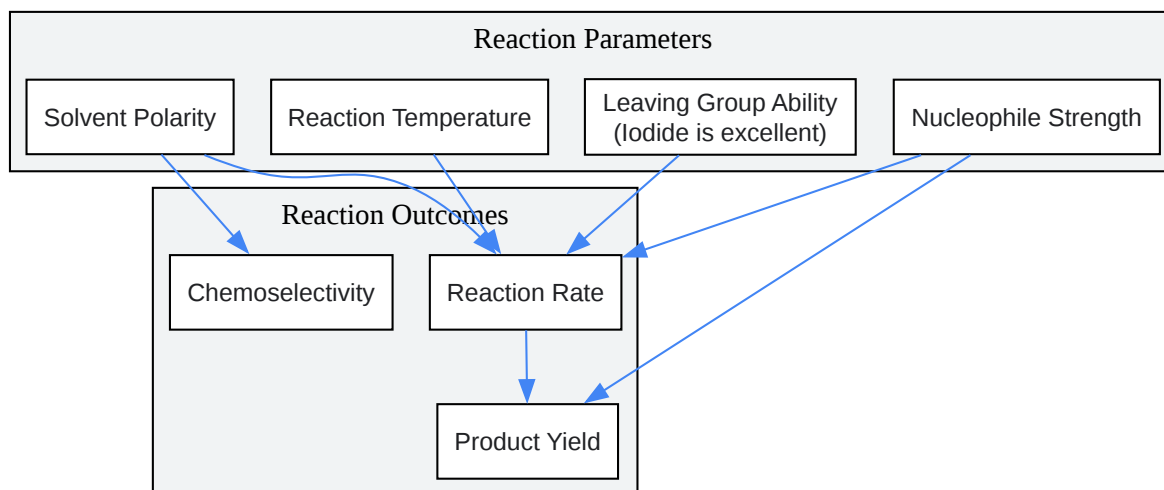 Reaction Parameters
Solvent Polarity
Reaction Temperature
Leaving Group Ability
(Iodide is excellent)
Nucleophile Strength
Reaction Outcomes
Chemoselectivity
Reaction Rate
Product Yield